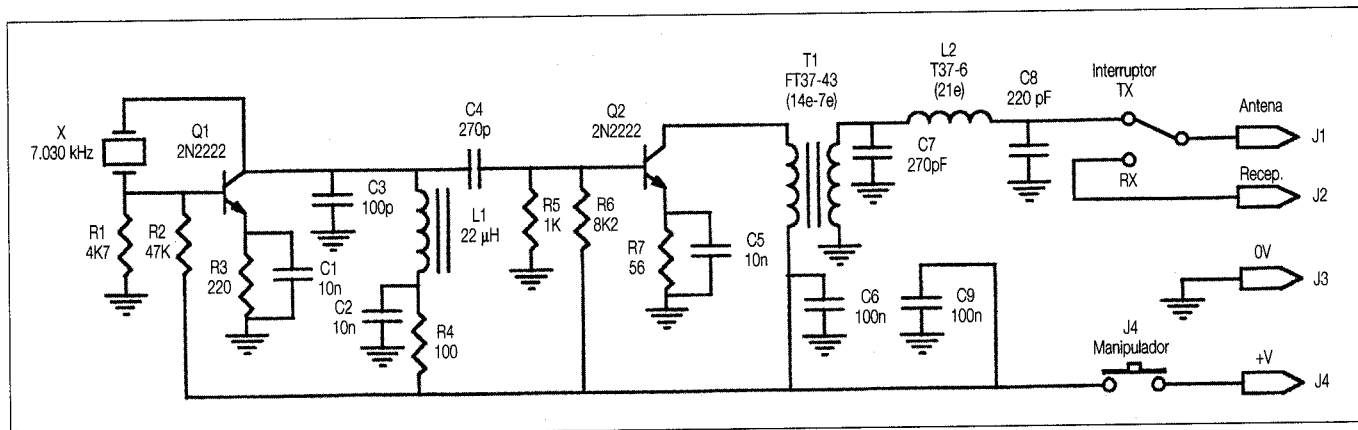 X
7.030 kHz
Q1
2N2222
R1
4K7
R2
47K
R3
220
C1
10n
C3
100p
L1
22 µH
C2
10n
R4
100
C4
270p
R5
1K
R6
8K2
Q2
2N2222
R7
56
C5
10n
T1
FT37-43
(14e-7e)
L2
T37-6
(21e)
C7
270pF
C8
220 pF
C6
100n
C9
100n
Interruptor
TX
RX
Antena
J1
Recep.
J2
0V
J3
J4
Manipulador
+V
J4